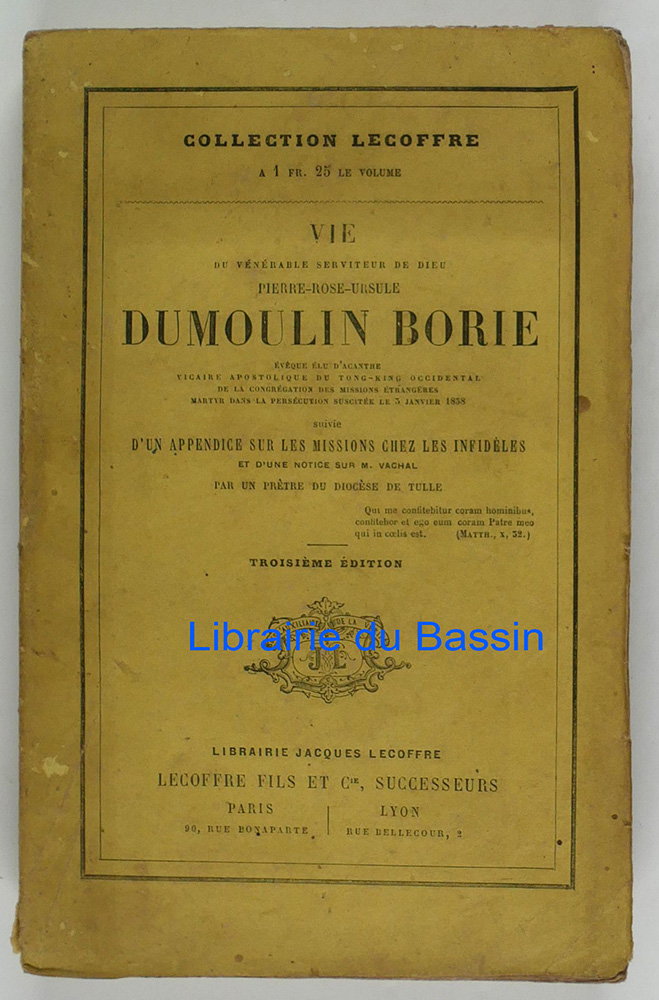 COLLECTION LECOFFRE
A 1 FR. 25 LE VOLUME
VIE
DU VÉNÉRABLE SERVITEUR DE DIEU
PIERRE-ROSE-URSULE
DUMOULIN BORIE
ÉVÊQUE ÉLU D'ACANTHE
VICAIRE APOSTOLIQUE DU TONG-KING OCCIDENTAL
DE LA CONGRÉGATION DES MISSIONS ÉTRANGÈRES
MARTYR DANS LA PERSÉCUTION SUSCITÉE LE 5 JANVIER 1838
suivie
D'UN APPENDICE SUR LES MISSIONS CHEZ LES INFIDÈLES
ET D'UNE NOTICE SUR M. VACHAL
PAR UN PRÊTRE DU DIOCÈSE DE TULLE
Qui me confitebitur coram hominibus,
confitebor et ego eum coram Patre meo
qui in cœlis est. (MATTH., X, 32.)
TROISIÈME ÉDITION
DE LA
Librairie du Bassin
JL
LIBRAIRIE JACQUES LECOFFRE
LECOFFRE FILS ET Cie, SUCCESSEURS
PARIS LYON
90, RUE BONAPARTE RUE BELLECOUR, 2